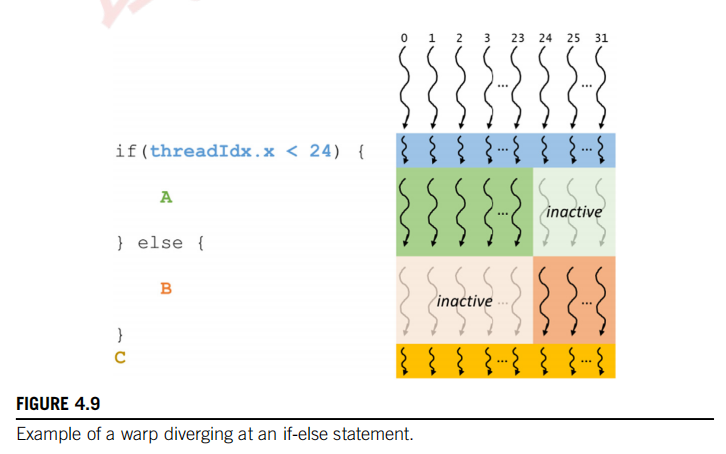 0 1 2 3 23 24 25 31
... ...
if(threadIdx.x < 24) {
... ...
A
... inactive
} else {
B
inactive ... ...
}
C
... ...
FIGURE 4.9
Example of a warp diverging at an if-else statement.